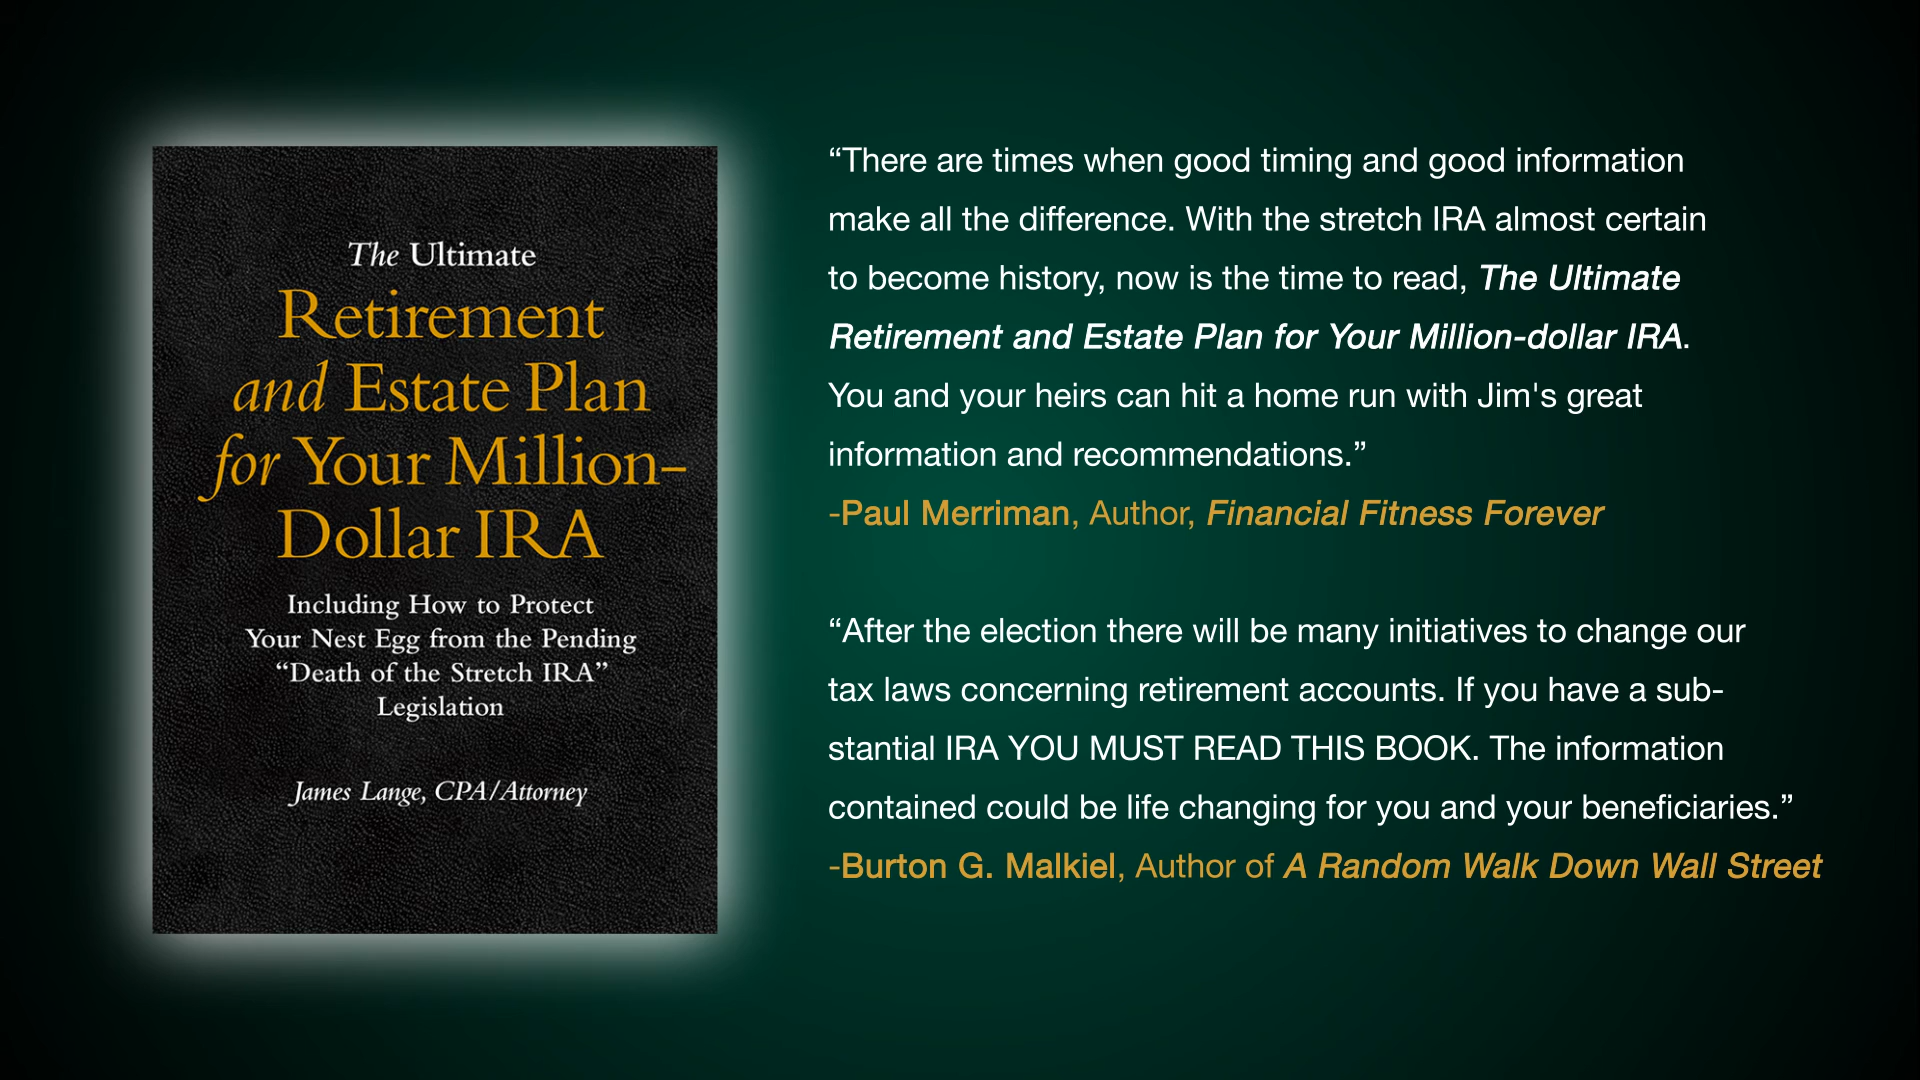 The Ultimate
Retirement
and Estate Plan
for Your Million-
Dollar IRA
Including How to Protect
Your Nest Egg from the Pending
“Death of the Stretch IRA”
Legislation
James Lange, CPA/Attorney
“There are times when good timing and good information
make all the difference. With the stretch IRA almost certain
to become history, now is the time to read, The Ultimate
Retirement and Estate Plan for Your Million-dollar IRA.
You and your heirs can hit a home run with Jim's great
information and recommendations.”
-Paul Merriman, Author, Financial Fitness Forever
“After the election there will be many initiatives to change our
tax laws concerning retirement accounts. If you have a sub-
stantial IRA YOU MUST READ THIS BOOK. The information
contained could be life changing for you and your beneficiaries.”
-Burton G. Malkiel, Author of A Random Walk Down Wall Street